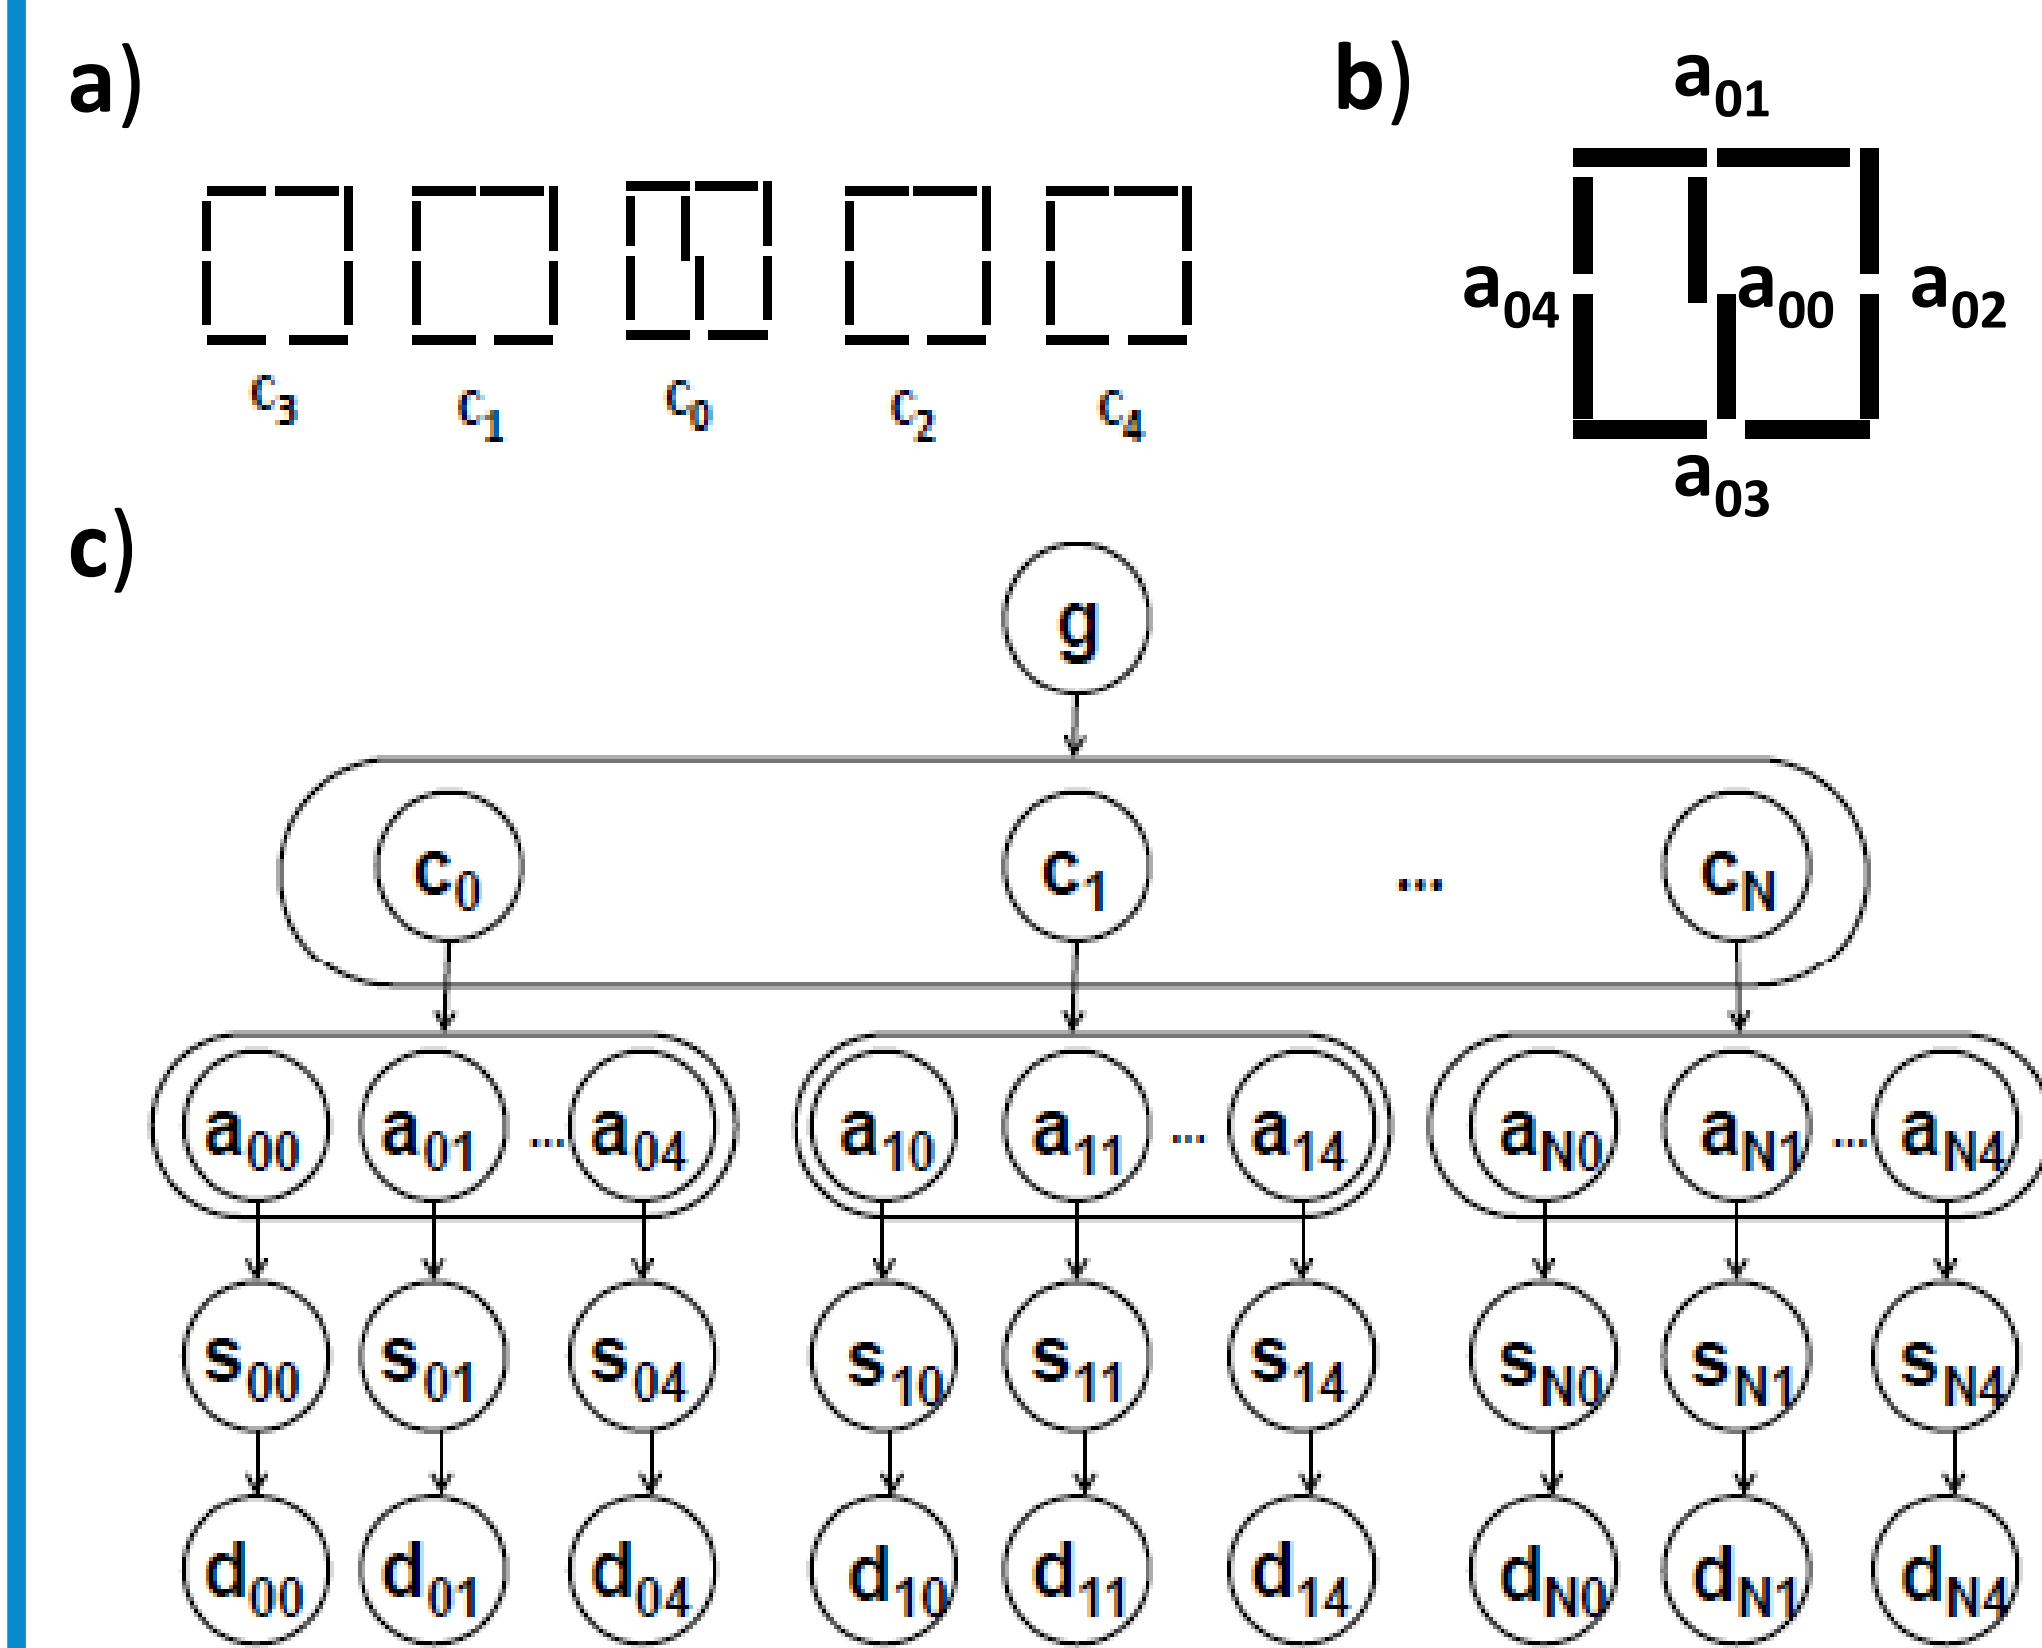 a) b)
a01
a04 a00 a02
a03
c3 c1 c0 c2 c4
c)
g
c0 c1 ... cN
a00 a01 ... a04 a10 a11 ... a14 aN0 aN1 ... aN4
s00 s01 s04 s10 s11 s14 sN0 sN1 sN4
d00 d01 d04 d10 d11 d14 dN0 dN1 dN4